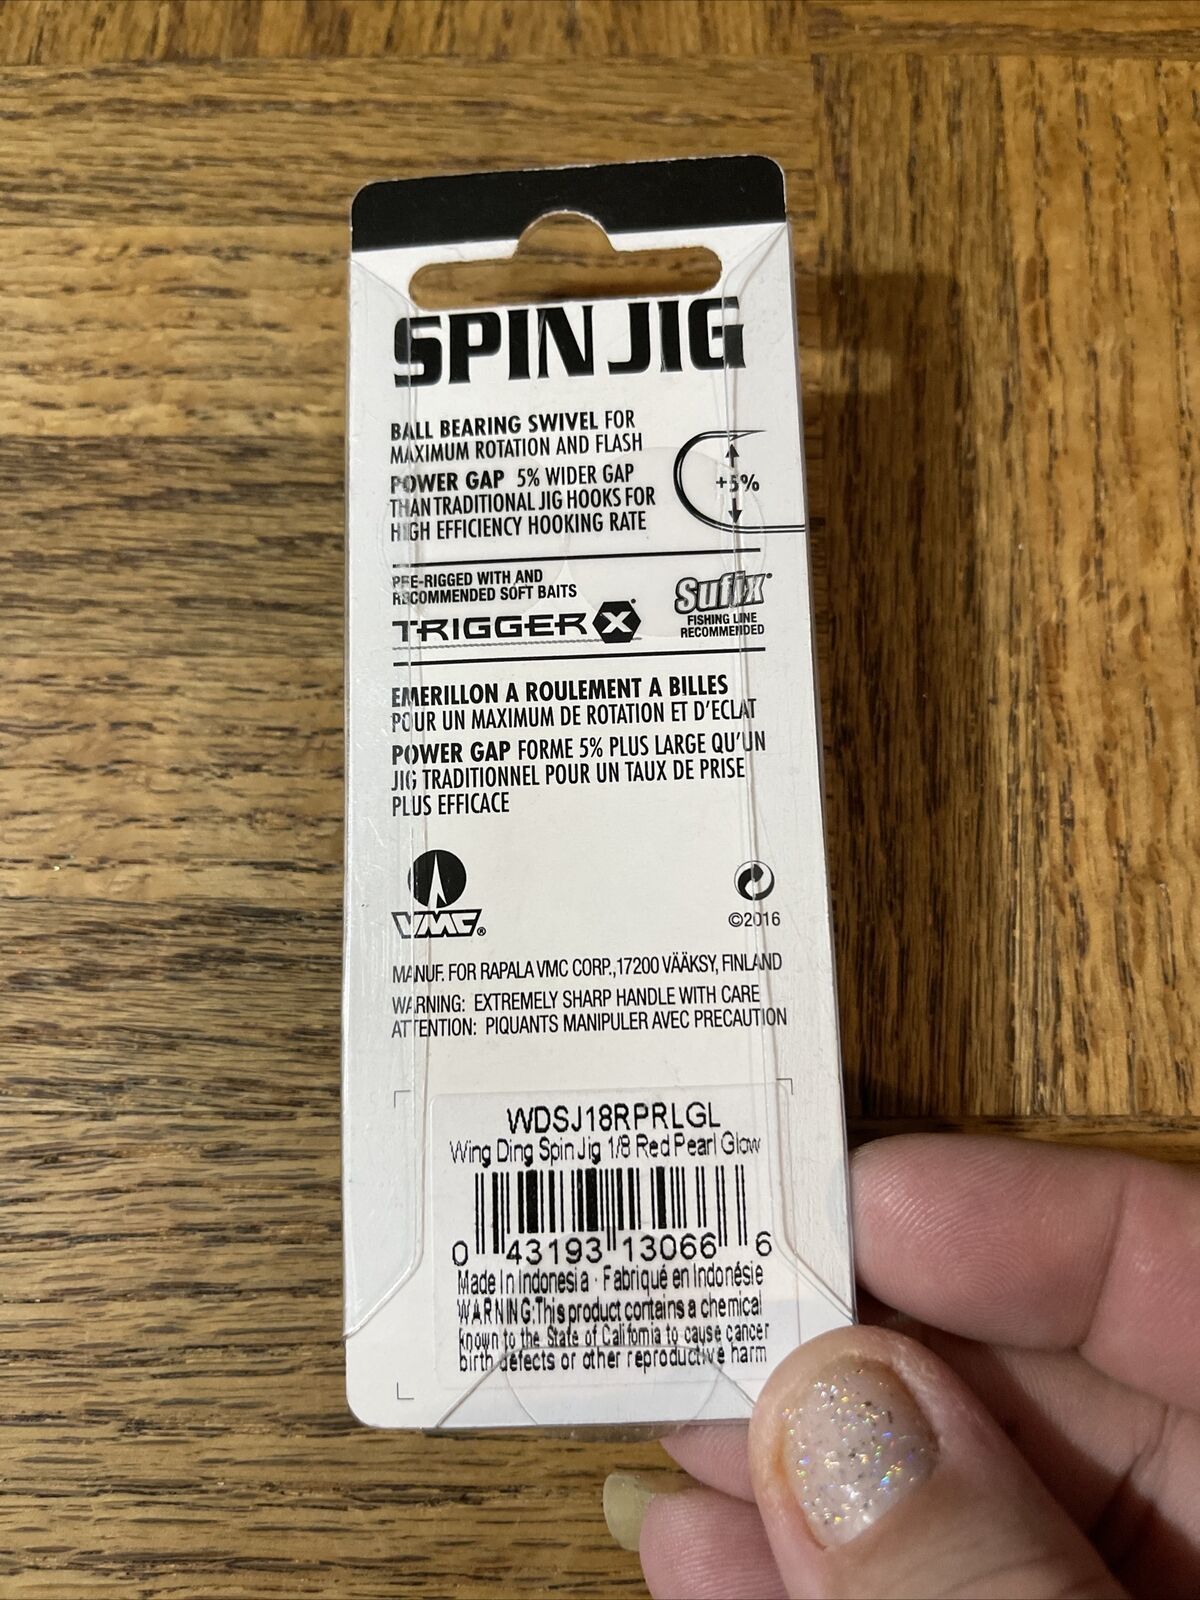 SPIN JIG
BALL BEARING SWIVEL FOR
MAXIMUM ROTATION AND FLASH
POWER GAP 5% WIDER GAP
THAN TRADITIONAL JIG HOOKS FOR
HIGH EFFICIENCY HOOKING RATE
+5%
PRE-RIGGED WITH AND
RECOMMENDED SOFT BAITS
TRIGGER X
Sufix
FISHING LINE
RECOMMENDED
EMERILLON A ROULEMENT A BILLES
POUR UN MAXIMUM DE ROTATION ET D'ECLAT
POWER GAP FORME 5% PLUS LARGE QU'UN
JIG TRADITIONNEL POUR UN TAUX DE PRISE
PLUS EFFICACE
VMC®
©2016
MANUF. FOR RAPALA VMC CORP., 17200 VÄÄKSY, FINLAND
WARNING: EXTREMELY SHARP HANDLE WITH CARE
ATTENTION: PIQUANTS MANIPULER AVEC PRECAUTION
WDSJ18RPRLGL
Wing Ding Spin Jig 1/8 Red Pearl Glow
0 43193 13066 6
Made In Indonesia · Fabriqué en Indonésie
WARNING:This product contains a chemical
known to the State of California to cause cancer
birth defects or other reproductive harm